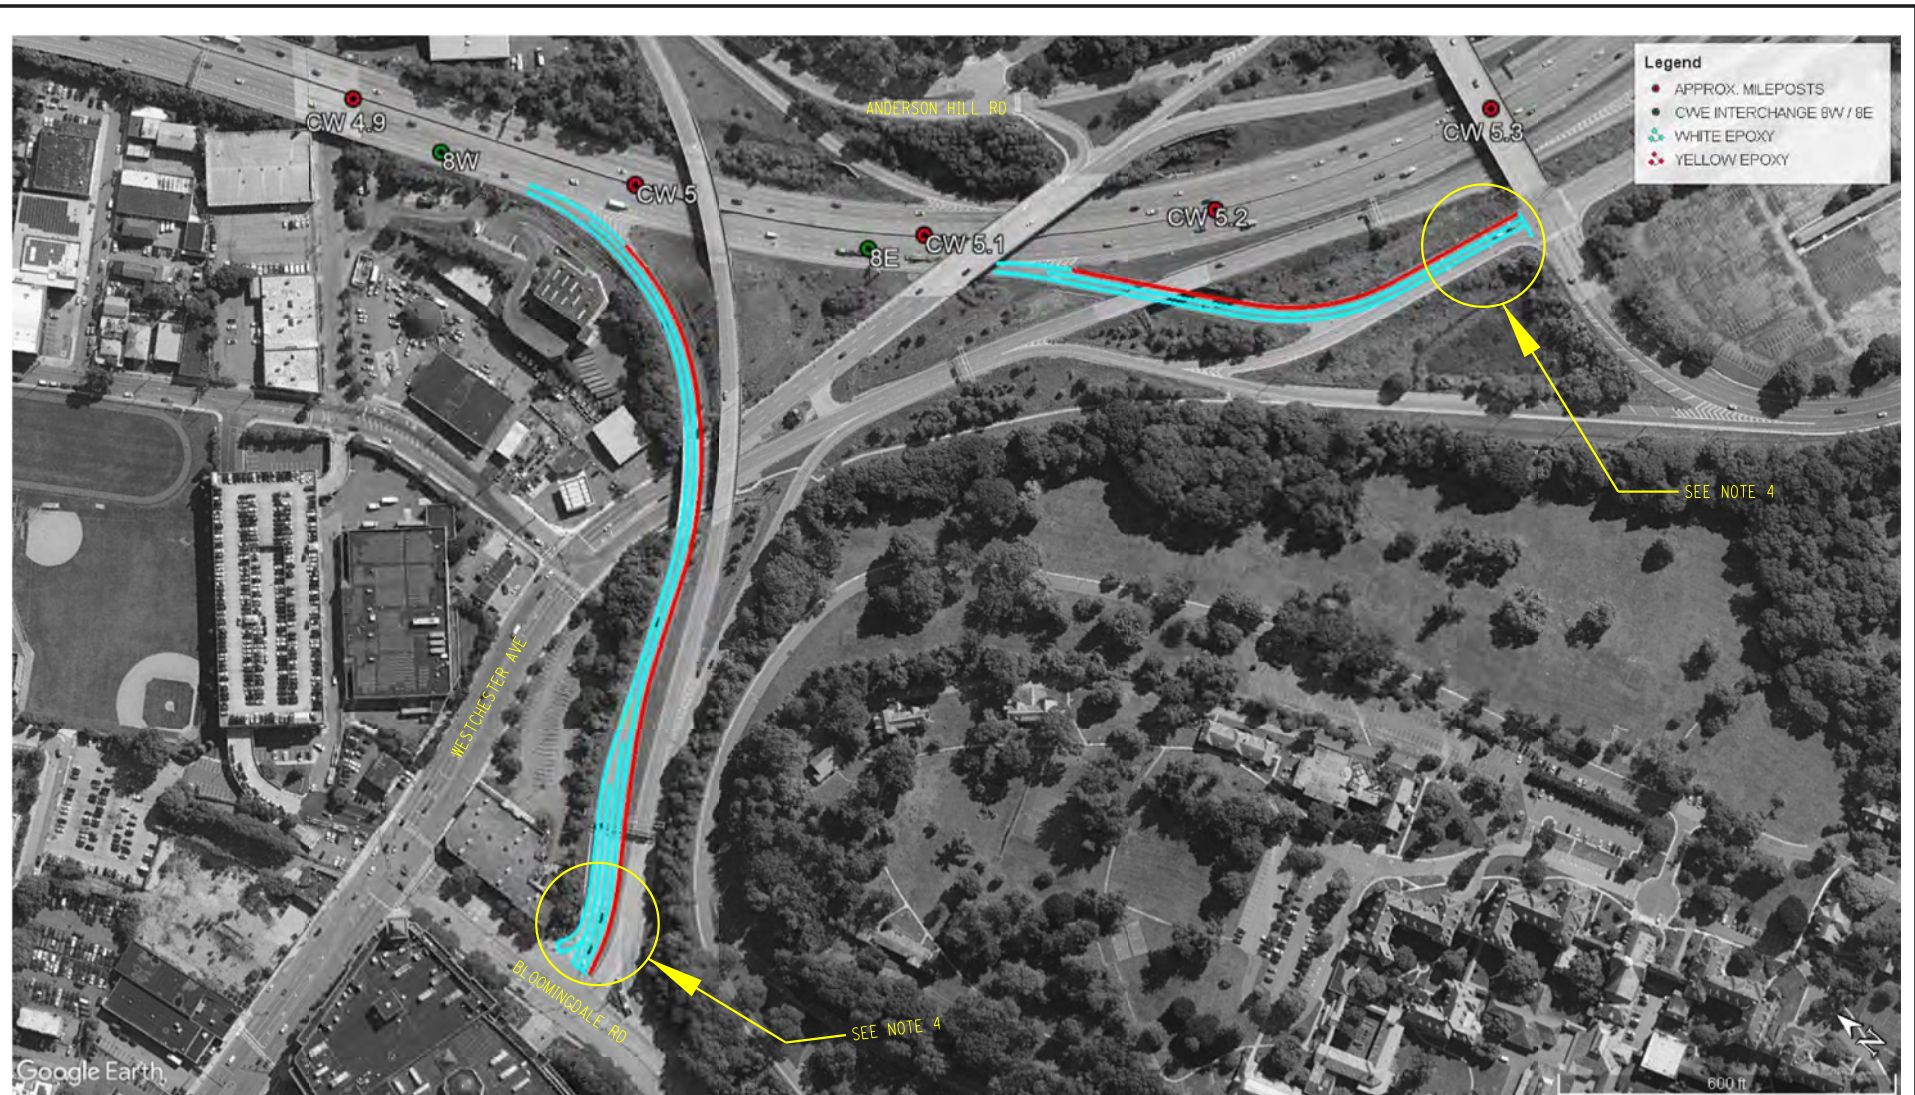 Legend
APPROX. MILEPOSTS
CWE INTERCHANGE 8W / 8E
WHITE EPOXY
YELLOW EPOXY
ANDERSON HILL RD
CW 4.9
8W
CW 5
CW 5.3
CW 5.2
CW 5.1
8E
SEE NOTE 4
WESTCHESTER AVE
BLOOMINGDALE RD
SEE NOTE 4
N
Google Earth
600 ft